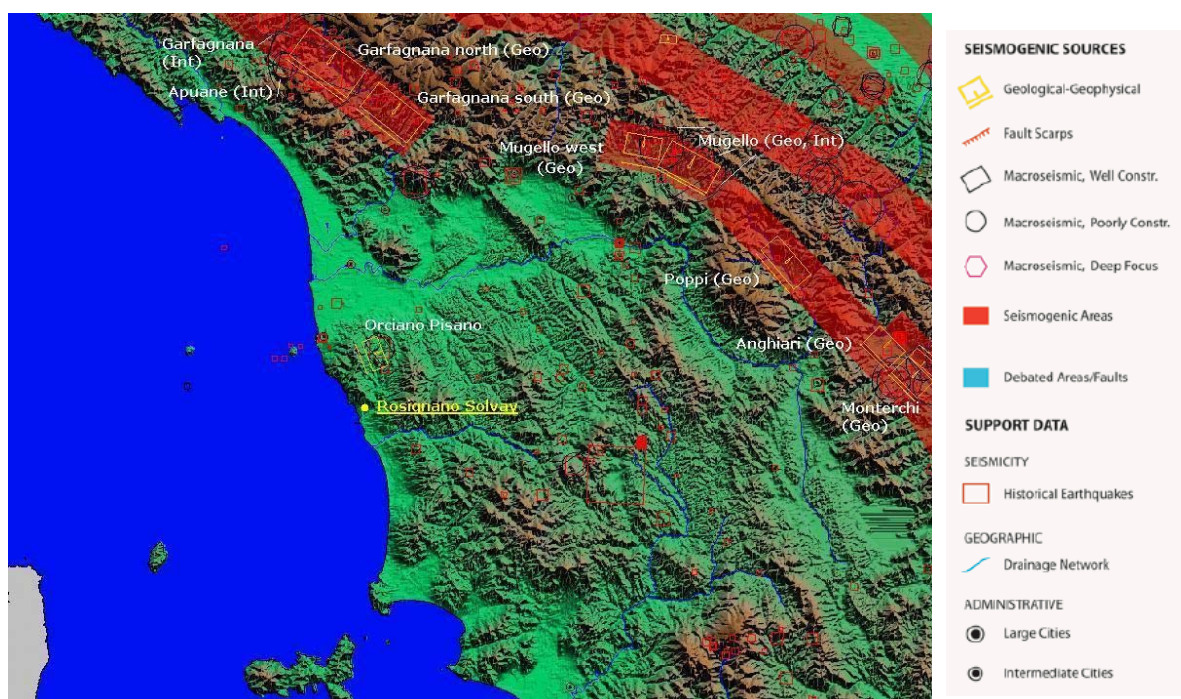 Garfagnana
(Int)
Garfagnana north (Geo)
Apuane (Int)
Garfagnana south (Geo)
Mugello (Geo, Int)
Mugello west
(Geo)
Poppi (Geo)
Orciano Pisano
Anghiari (Geo)
Rosignano Solvay
Monterchi
(Geo)
SEISMOGENIC SOURCES
Geological-Geophysical
Fault Scarps
Macroseismic, Well Constr.
Macroseismic, Poorly Constr.
Macroseismic, Deep Focus
Seismogenic Areas
Debated Areas/Faults
SUPPORT DATA
SEISMICITY
Historical Earthquakes
GEOGRAPHIC
Drainage Network
ADMINISTRATIVE
Large Cities
Intermediate Cities